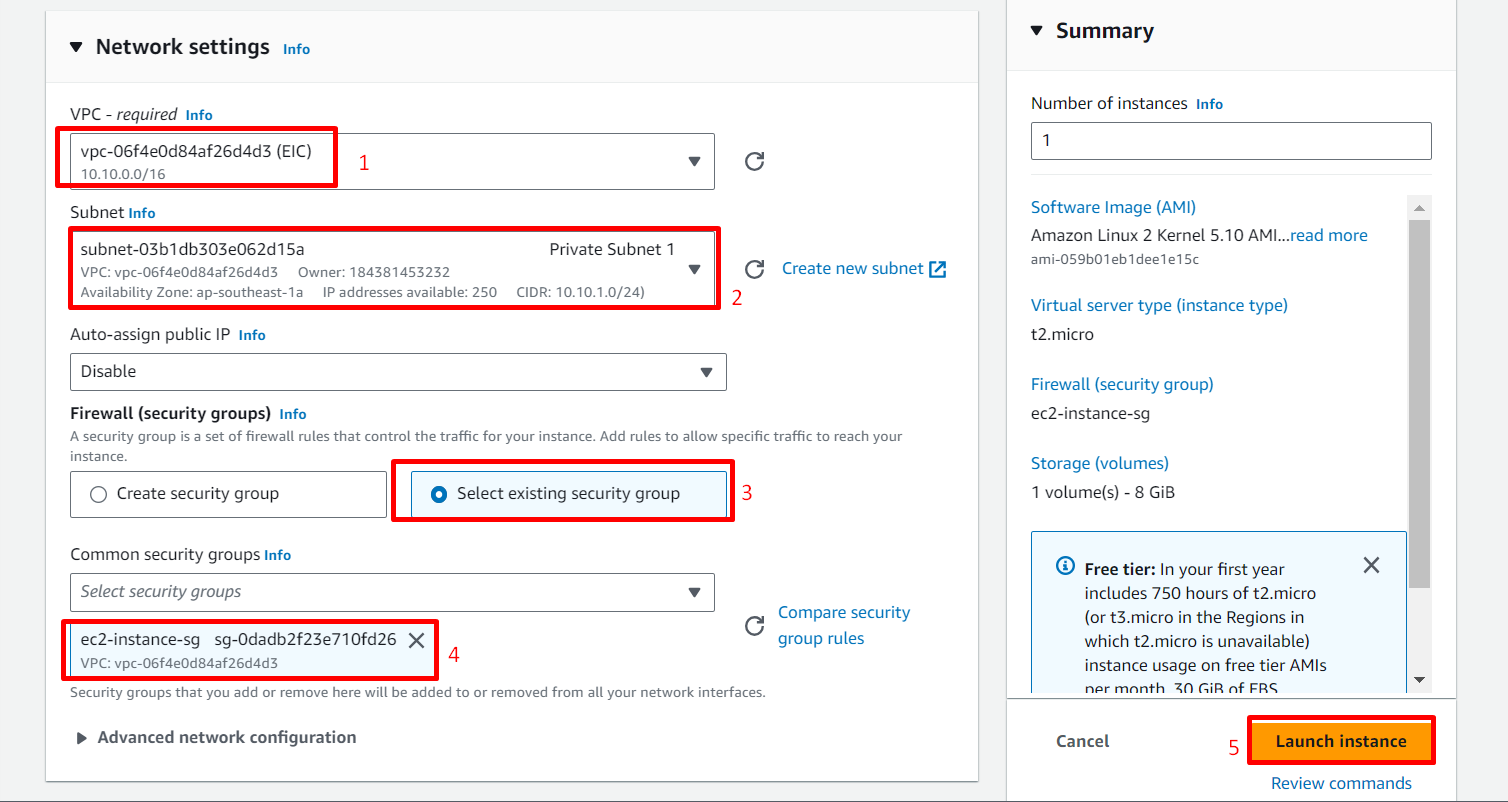 Network settings Info
VPC - required Info
vpc-06f4e0d84af26d4d3 (EIC)
10.10.0.0/16
1
Subnet Info
subnet-03b1db303e062d15a Private Subnet 1
VPC: vpc-06f4e0d84af26d4d3 Owner: 184381453232
Availability Zone: ap-southeast-1a IP addresses available: 250 CIDR: 10.10.1.0/24)
2
Create new subnet
Auto-assign public IP Info
Disable
Firewall (security groups) Info
A security group is a set of firewall rules that control the traffic for your instance. Add rules to allow specific traffic to reach your
instance.
Create security group
Select existing security group
3
Common security groups Info
Select security groups
Compare security
group rules
ec2-instance-sg sg-0dadb2f23e710fd26
VPC: vpc-06f4e0d84af26d4d3
4
Security groups that you add or remove here will be added to or removed from all your network interfaces.
Advanced network configuration
Summary
Number of instances Info
1
Software Image (AMI)
Amazon Linux 2 Kernel 5.10 AMI...read more
ami-059b01eb1dee1e15c
Virtual server type (instance type)
t2.micro
Firewall (security group)
ec2-instance-sg
Storage (volumes)
1 volume(s) - 8 GiB
Free tier: In your first year
includes 750 hours of t2.micro
(or t3.micro in the Regions in
which t2.micro is unavailable)
instance usage on free tier AMIs
per month, 30 GiB of EBS
Cancel
5
Launch instance
Review commands